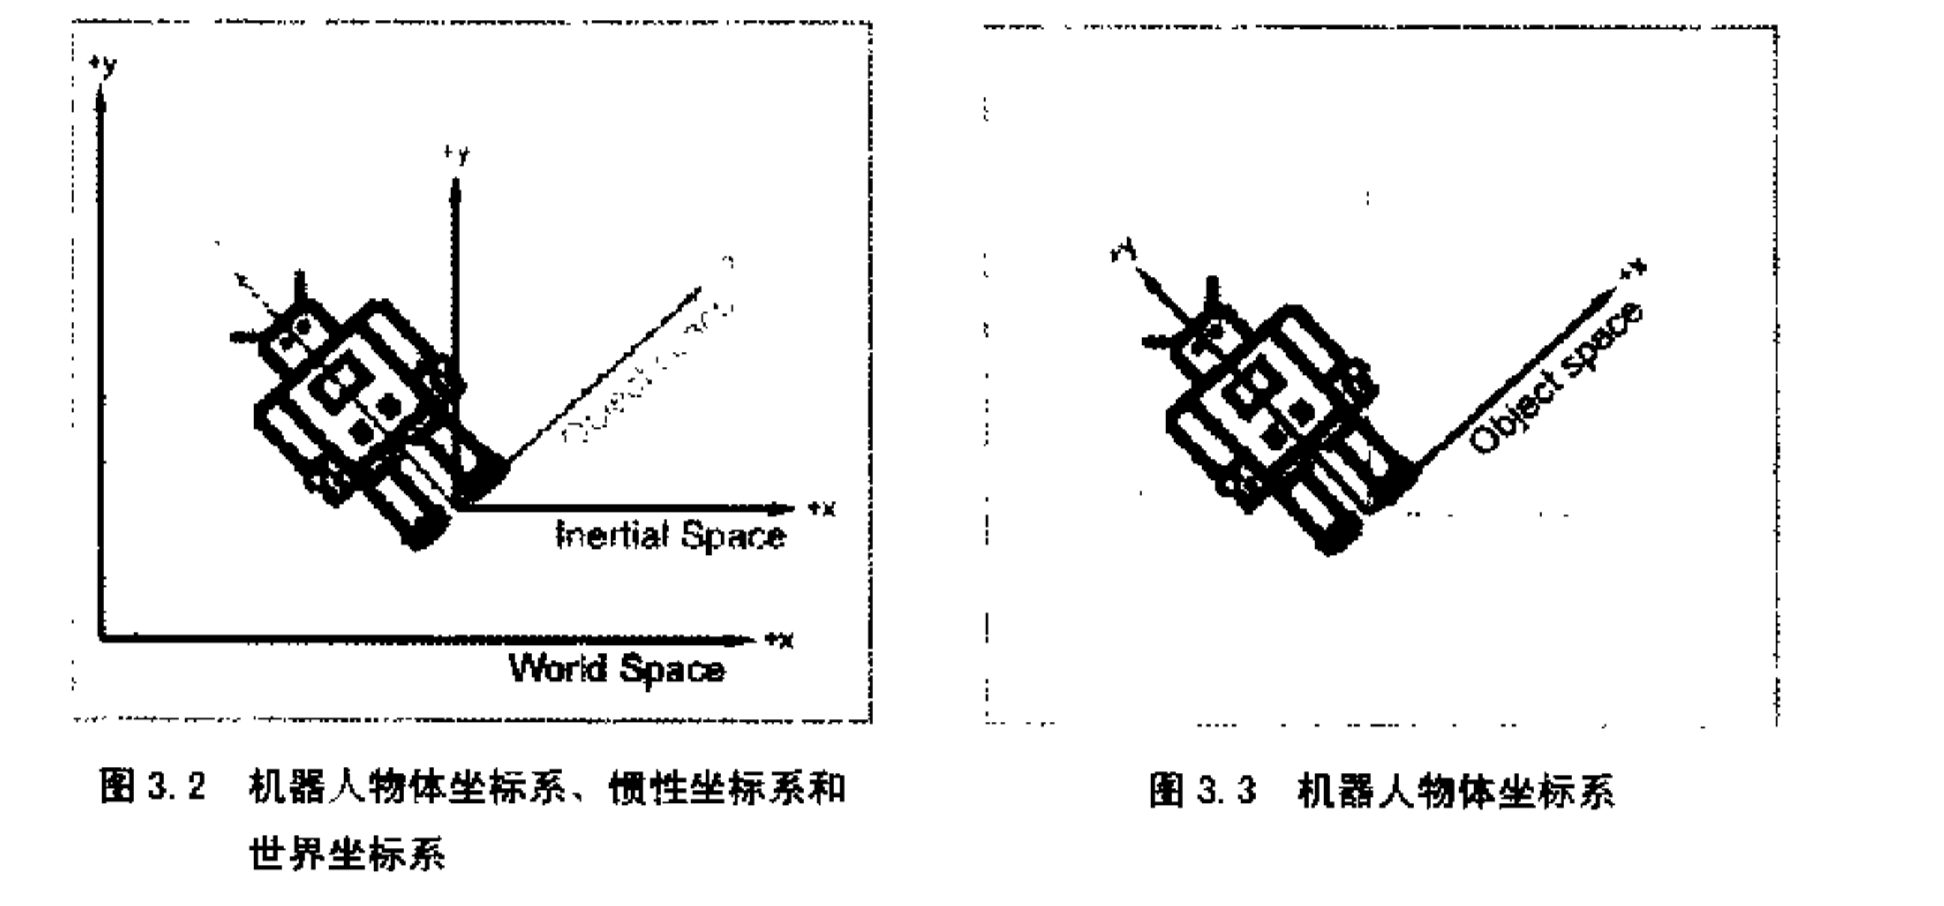 +y
+y
+x
Inertial Space
+x
World Space
图 3.2 机器人物体坐标系、惯性坐标系和
世界坐标系
+y
+x
Object space
图 3.3 机器人物体坐标系